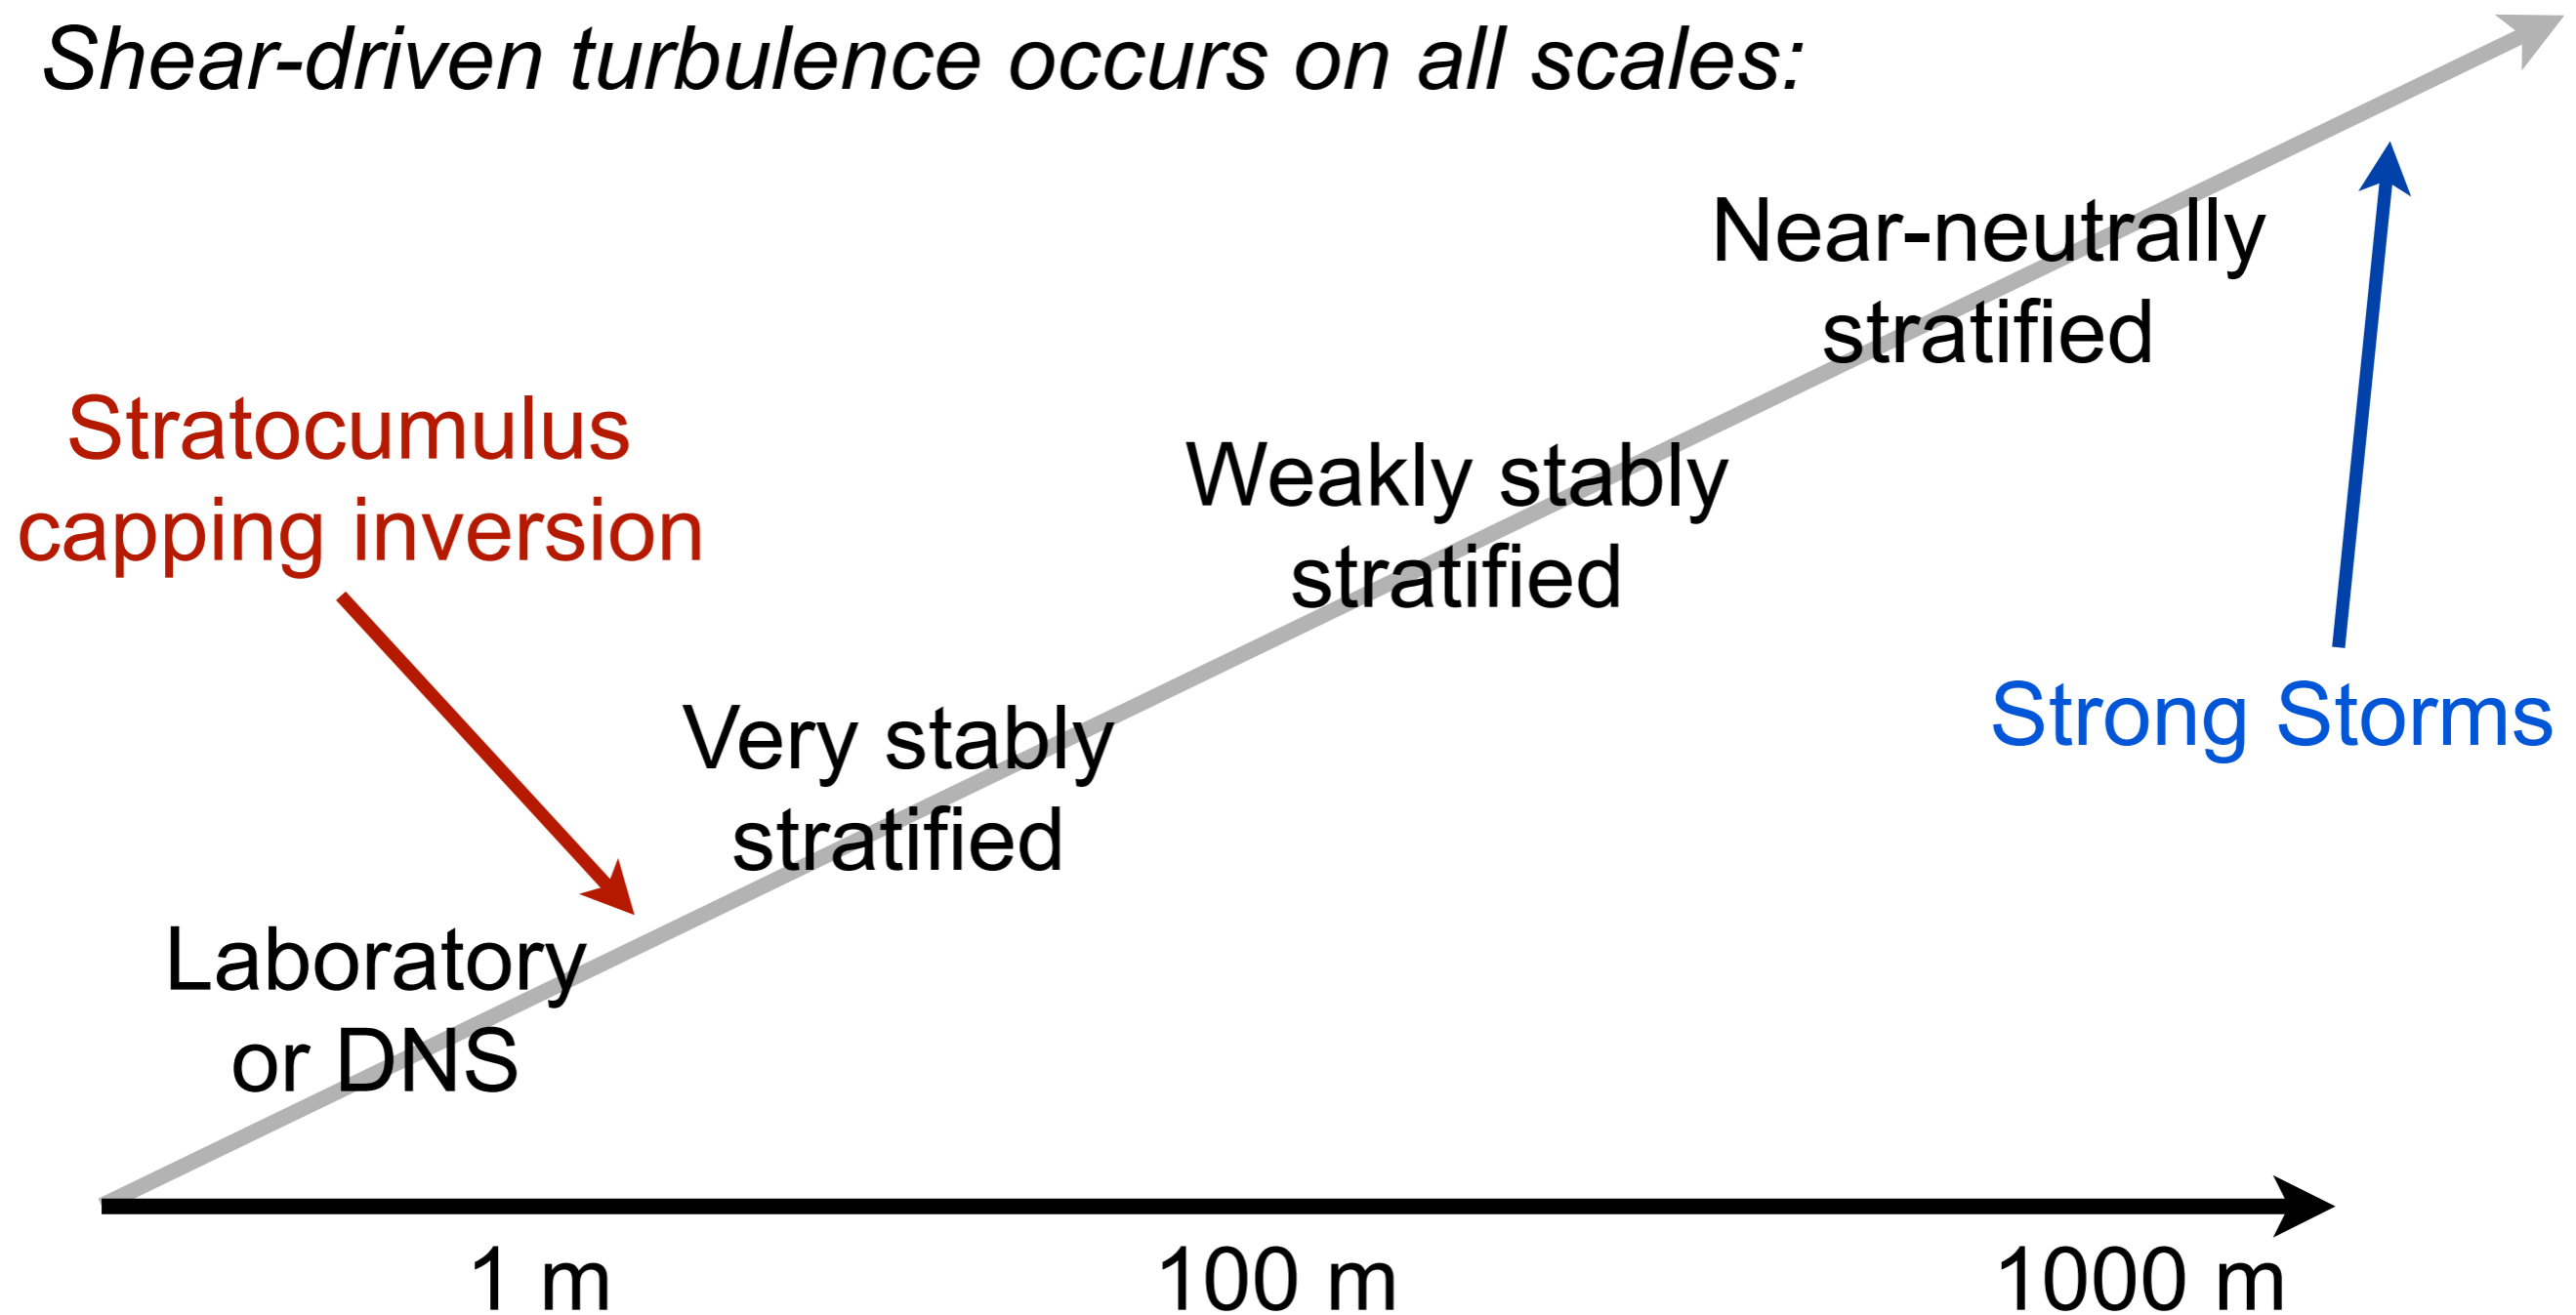 Shear-driven turbulence occurs on all scales:
Near-neutrally
stratified
Stratocumulus
capping inversion
Weakly stably
stratified
Strong Storms
Very stably
stratified
Laboratory
or DNS
1 m
100 m
1000 m